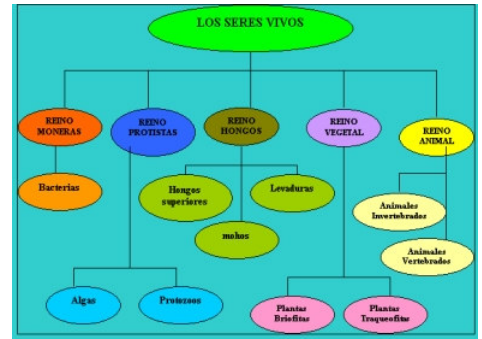 LOS SERES VIVOS
REINO
MONERAS
REINO
PROTISTAS
REINO
HONGOS
REINO
VEGETAL
REINO
ANIMAL
Bacterias
Hongos
superiores
Levaduras
mohos
Animales
Invertebrados
Animales
Vertebrados
Algas
Protozoos
Plantas
Briofitas
Plantas
Traqueofitas